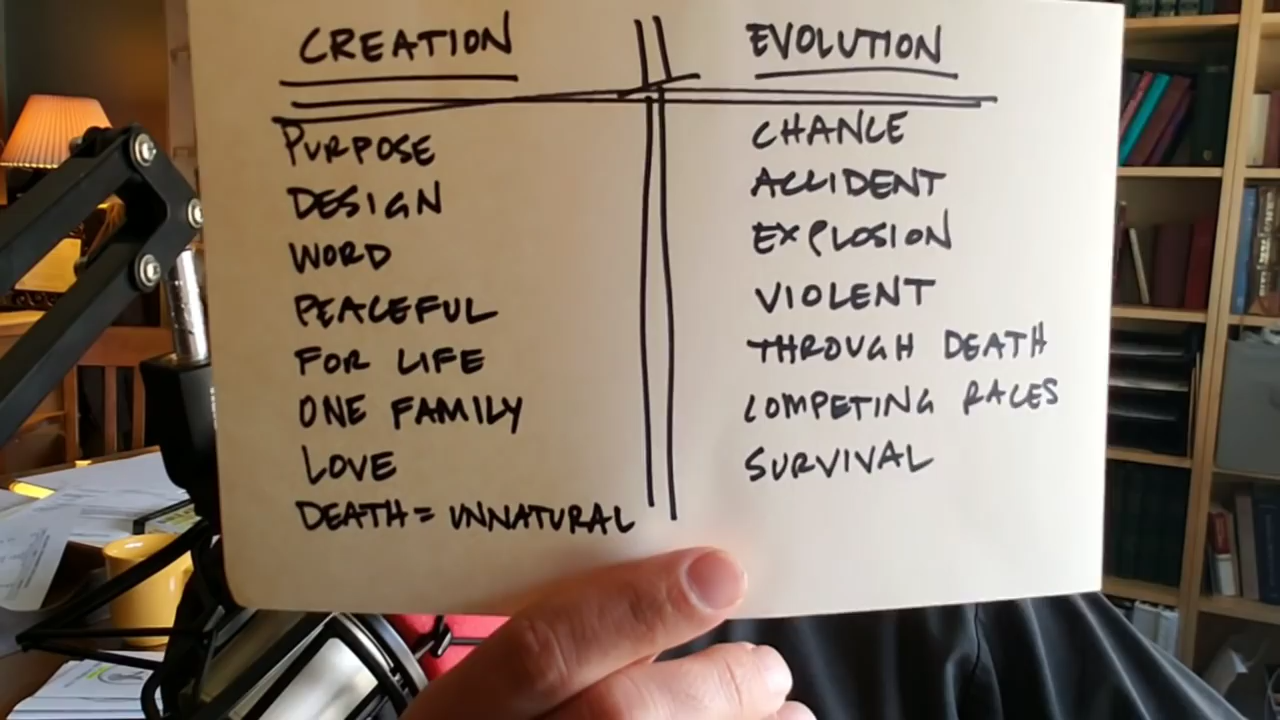 CREATION
EVOLUTION
PURPOSE
CHANCE
DESIGN
ACCIDENT
WORD
EXPLOSION
PEACEFUL
VIOLENT
FOR LIFE
THROUGH DEATH
ONE FAMILY
COMPETING RACES
LOVE
SURVIVAL
DEATH = UNNATURAL